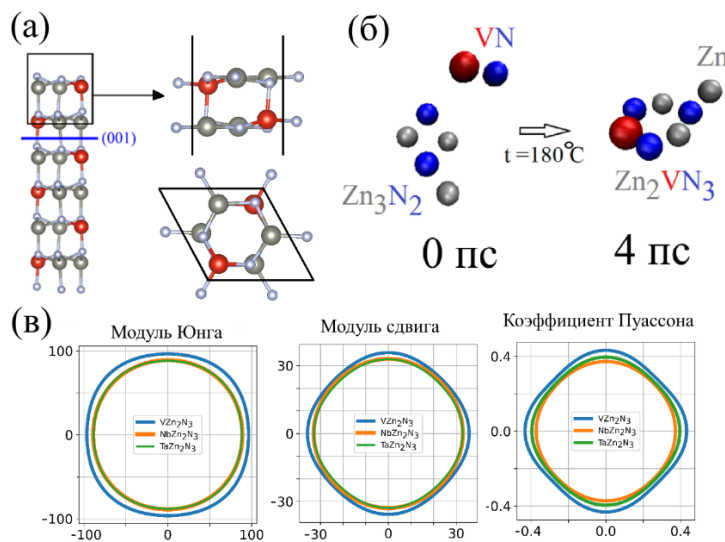 (а)
(001)
(б)
VN
Zn₃N₂
t =180°C
Zn
Zn₂VN₃
0 пс
4 пс
(в)
Модуль Юнга
100
0
-100
VZn₂N₃
NbZn₂N₃
TaZn₂N₃
-100 0 100
Модуль сдвига
30
0
-30
VZn₂N₃
NbZn₂N₃
TaZn₂N₃
-30 0 30
Коэффициент Пуассона
0.4
0.0
-0.4
VZn₂N₃
NbZn₂N₃
TaZn₂N₃
-0.4 0.0 0.4